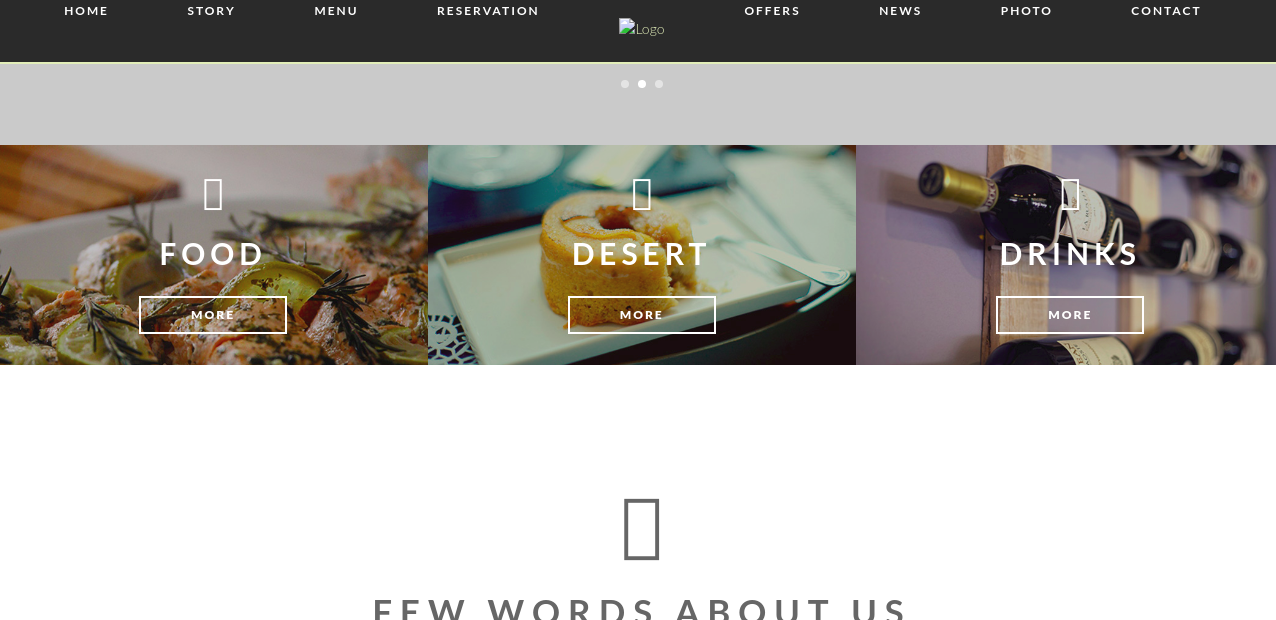 HOME STORY MENU RESERVATION Logo OFFERS NEWS PHOTO CONTACT
FOOD DESERT DRINKS
MORE MORE MORE
FEW WORDS ABOUT US